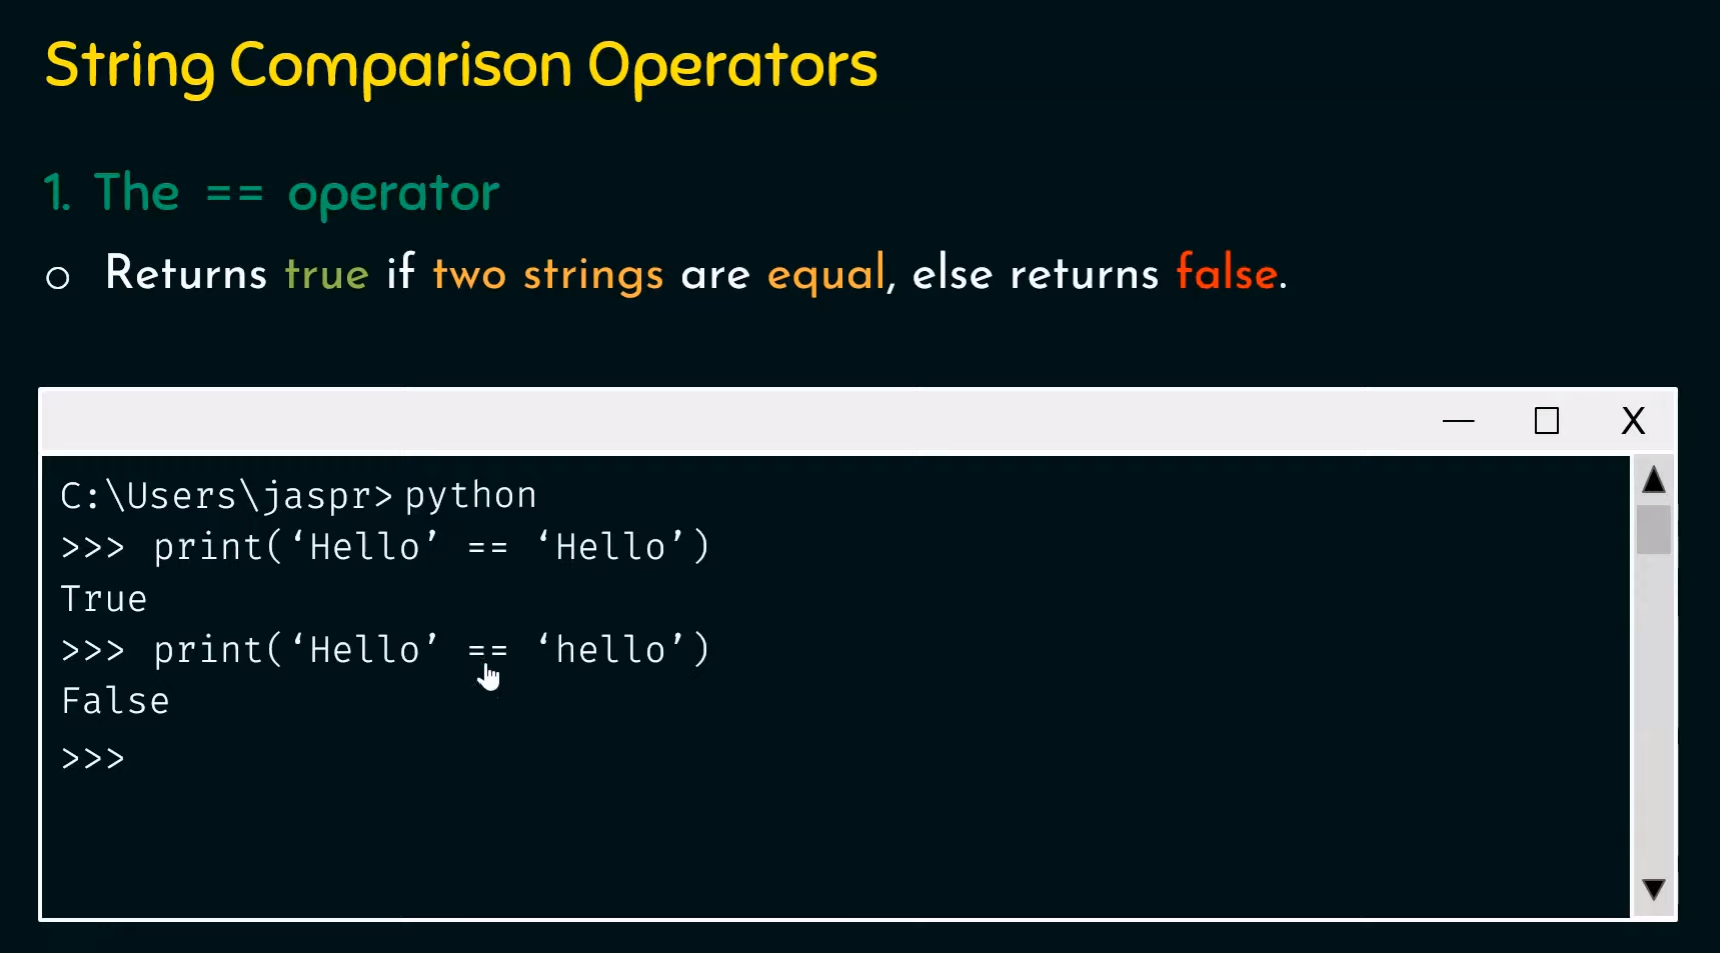 String Comparison Operators
1. The == operator
○ Returns true if two strings are equal, else returns false.
— □ X
C:\Users\jaspr> python
>>> print(‘Hello’ == ‘Hello’)
True
>>> print(‘Hello’ == ‘hello’)
False
>>>